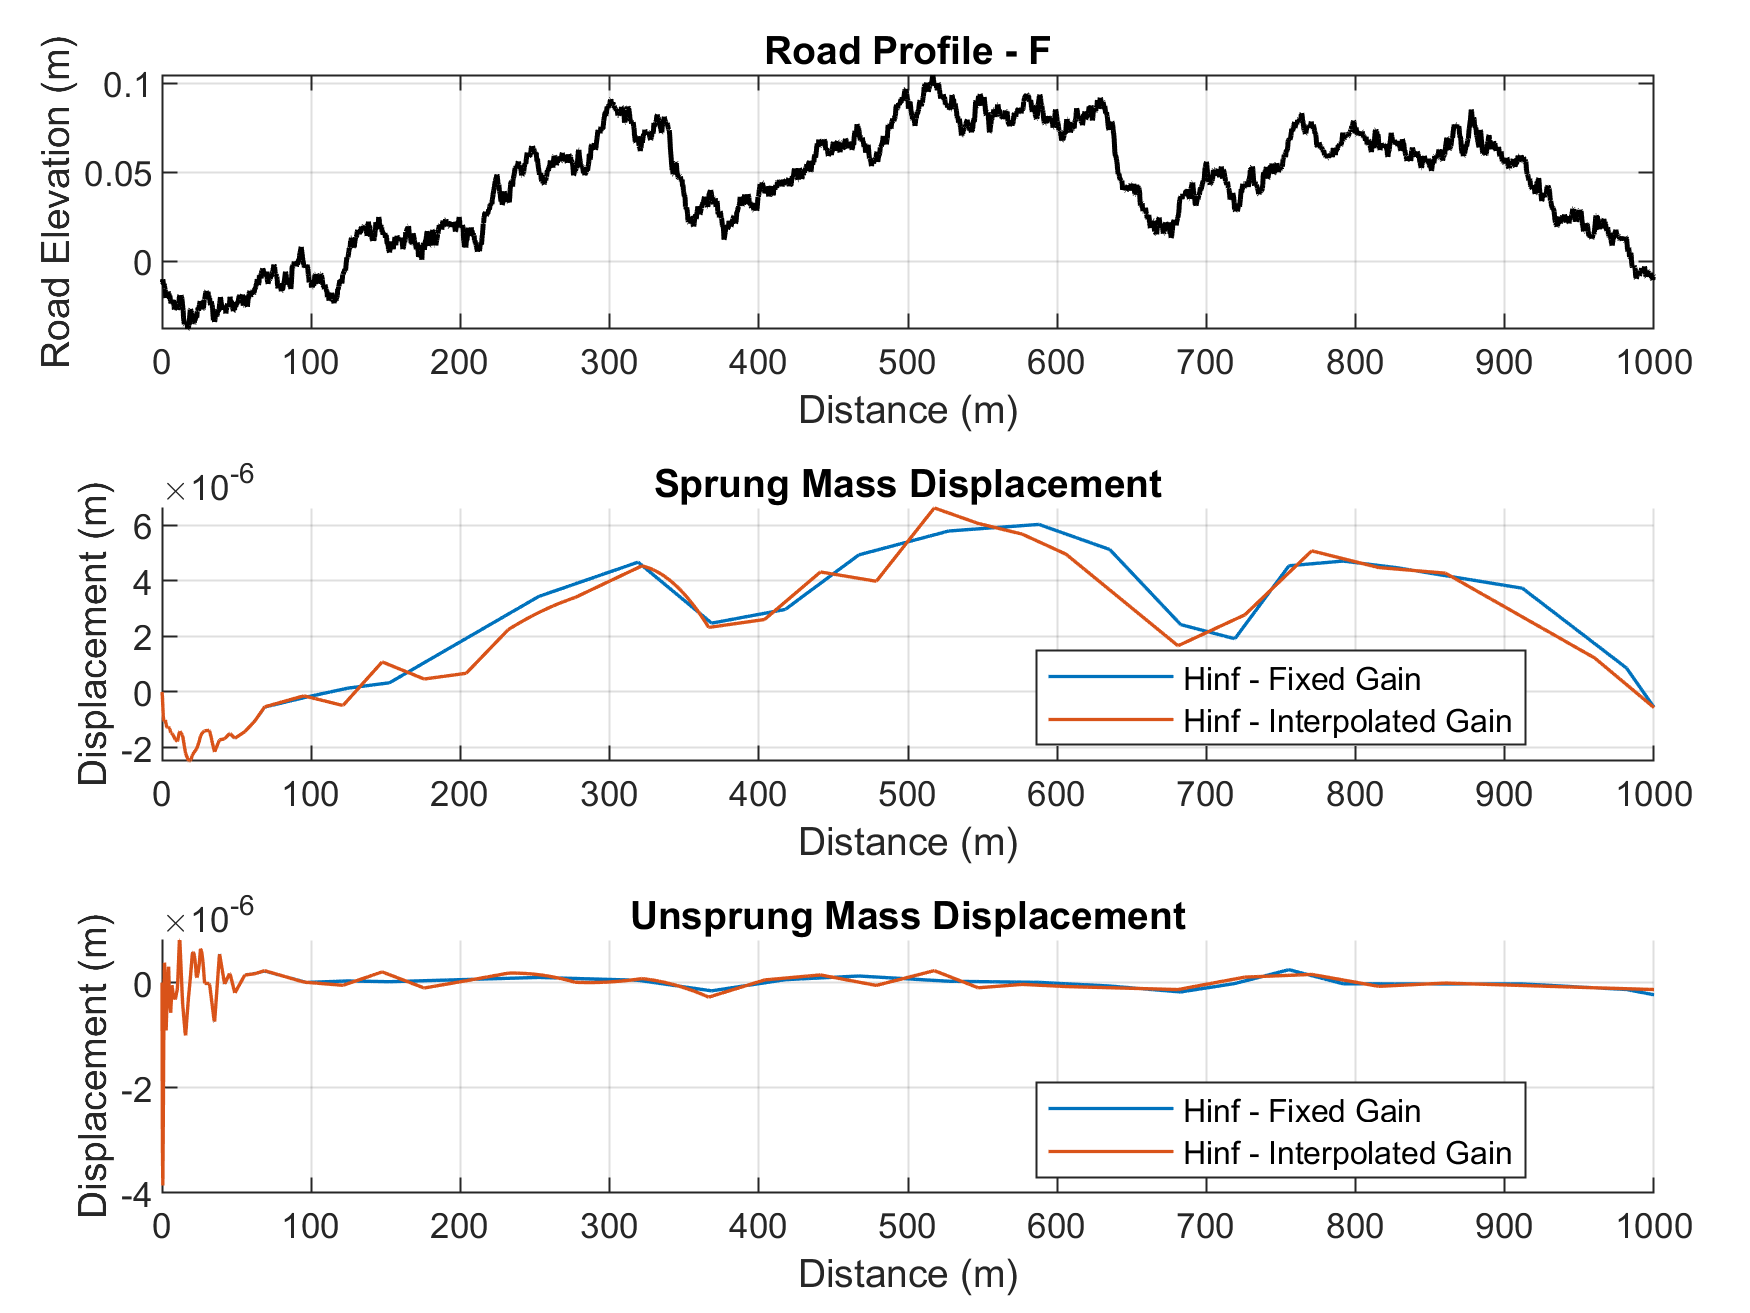 Road Profile - F
Road Elevation (m)
0.1
0.05
0
0 100 200 300 400 500 600 700 800 900 1000
Distance (m)
×10-6
Sprung Mass Displacement
Displacement (m)
6
4
2
0
-2
Hinf - Fixed Gain
Hinf - Interpolated Gain
0 100 200 300 400 500 600 700 800 900 1000
Distance (m)
×10-6
Unsprung Mass Displacement
Displacement (m)
0
-2
-4
Hinf - Fixed Gain
Hinf - Interpolated Gain
0 100 200 300 400 500 600 700 800 900 1000
Distance (m)